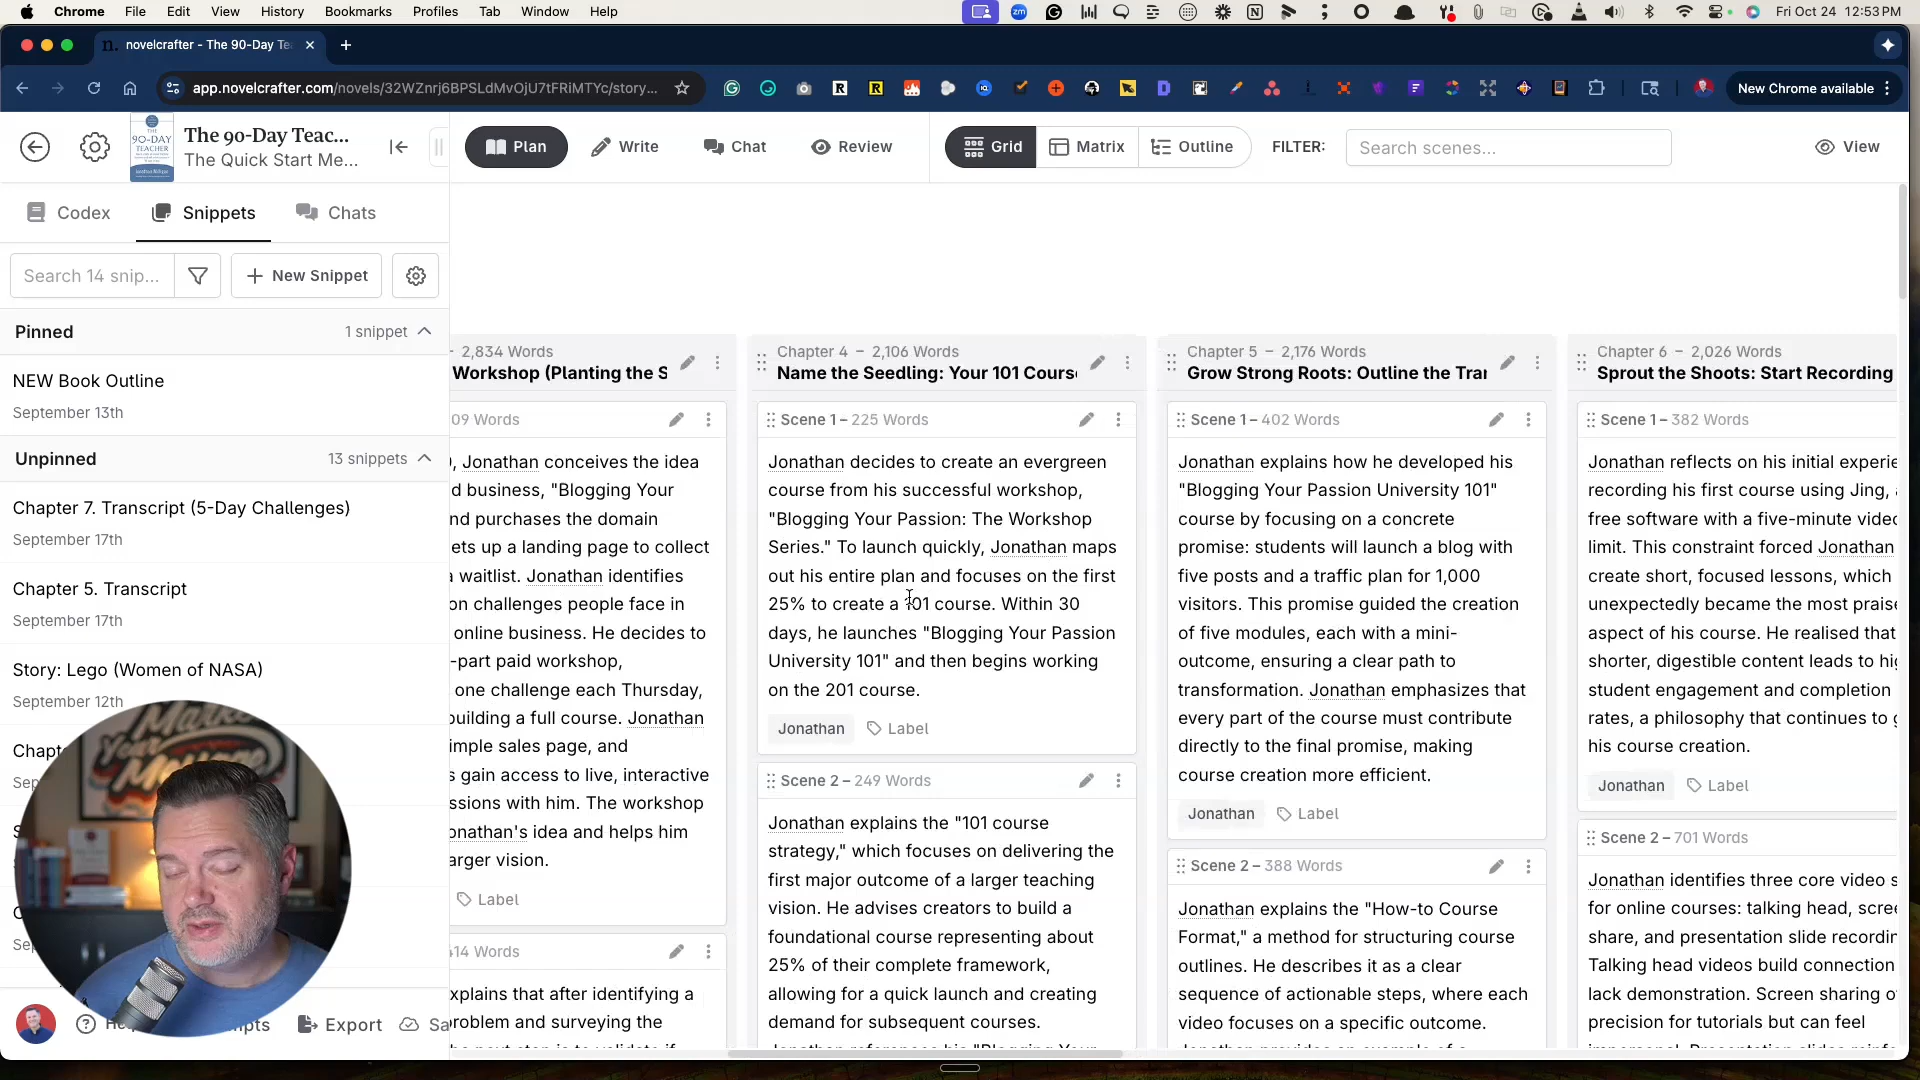 Chrome File Edit View History Bookmarks Profiles Tab Window Help Fri Oct 24 12:53 PM
novelcrafter - The 90-Day Te
app.novelcrafter.com/novels/32WZnrj6BPSLdMvOjU7tFRiMTYc/story... New Chrome available
The 90-Day Teac...
The Quick Start Me...
THE
90-DAY
TEACHER
Plan Write Chat Review Grid Matrix Outline FILTER: Search scenes... View
Codex Snippets Chats
Search 14 snip... New Snippet
Pinned 1 snippet
NEW Book Outline
September 13th
Unpinned 13 snippets
Chapter 7. Transcript (5-Day Challenges)
September 17th
Chapter 5. Transcript
September 17th
Story: Lego (Women of NASA)
September 12th
Export
- 2,834 Words
Workshop (Planting the S
09 Words
, Jonathan conceives the idea
d business, "Blogging Your
nd purchases the domain
ets up a landing page to collect
a waitlist. Jonathan identifies
on challenges people face in
online business. He decides to
-part paid workshop,
one challenge each Thursday,
building a full course. Jonathan
imple sales page, and
s gain access to live, interactive
ssions with him. The workshop
onathan's idea and helps him
arger vision.
Label
414 Words
xplains that after identifying a
problem and surveying the
Chapter 4 – 2,106 Words
Name the Seedling: Your 101 Cours
Scene 1 – 225 Words
Jonathan decides to create an evergreen
course from his successful workshop,
"Blogging Your Passion: The Workshop
Series." To launch quickly, Jonathan maps
out his entire plan and focuses on the first
25% to create a 101 course. Within 30
days, he launches "Blogging Your Passion
University 101" and then begins working
on the 201 course.
Jonathan Label
Scene 2 – 249 Words
Jonathan explains the "101 course
strategy," which focuses on delivering the
first major outcome of a larger teaching
vision. He advises creators to build a
foundational course representing about
25% of their complete framework,
allowing for a quick launch and creating
demand for subsequent courses.
Chapter 5 – 2,176 Words
Grow Strong Roots: Outline the Trar
Scene 1 – 402 Words
Jonathan explains how he developed his
"Blogging Your Passion University 101"
course by focusing on a concrete
promise: students will launch a blog with
five posts and a traffic plan for 1,000
visitors. This promise guided the creation
of five modules, each with a mini-
outcome, ensuring a clear path to
transformation. Jonathan emphasizes that
every part of the course must contribute
directly to the final promise, making
course creation more efficient.
Jonathan Label
Scene 2 – 388 Words
Jonathan explains the "How-to Course
Format," a method for structuring course
outlines. He describes it as a clear
sequence of actionable steps, where each
video focuses on a specific outcome.
Chapter 6 – 2,026 Words
Sprout the Shoots: Start Recording
Scene 1 – 382 Words
Jonathan reflects on his initial experie
recording his first course using Jing, a
free software with a five-minute video
limit. This constraint forced Jonathan
create short, focused lessons, which
unexpectedly became the most praise
aspect of his course. He realised that
shorter, digestible content leads to hig
student engagement and completion
rates, a philosophy that continues to g
his course creation.
Jonathan Label
Scene 2 – 701 Words
Jonathan identifies three core video s
for online courses: talking head, scree
share, and presentation slide recordin
Talking head videos build connection
lack demonstration. Screen sharing o
precision for tutorials but can feel